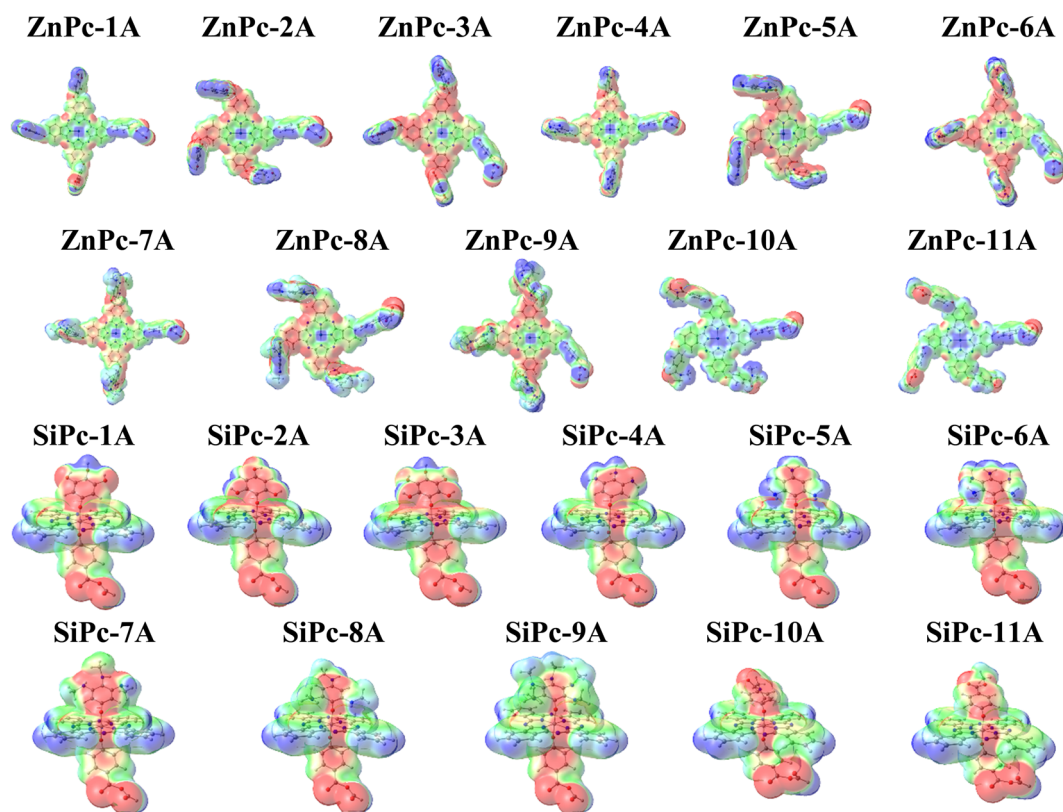 ZnPc-1A ZnPc-2A ZnPc-3A ZnPc-4A ZnPc-5A ZnPc-6A
ZnPc-7A ZnPc-8A ZnPc-9A ZnPc-10A ZnPc-11A
SiPc-1A SiPc-2A SiPc-3A SiPc-4A SiPc-5A SiPc-6A
SiPc-7A SiPc-8A SiPc-9A SiPc-10A SiPc-11A